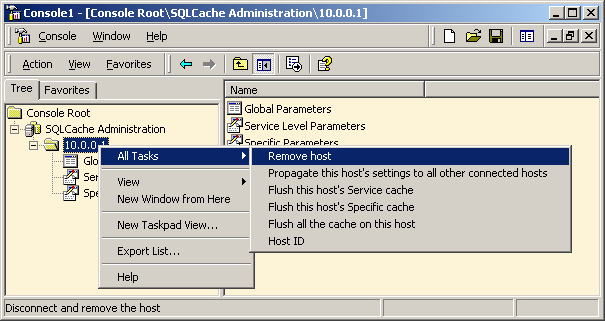 Console1 - [Console Root\SQLCache Administration\10.0.0.1]
Console Window Help
Action View Favorites
Tree Favorites
Name
Console Root
SQLCache Administration
10.0.0.1
Global Parameters
Service Level Parameters
Specific Parameters
Glo
Ser
Spe
All Tasks
View
New Window from Here
New Taskpad View...
Export List...
Help
Remove host
Propagate this host's settings to all other connected hosts
Flush this host's Service cache
Flush this host's Specific cache
Flush all the cache on this host
Host ID
Disconnect and remove the host